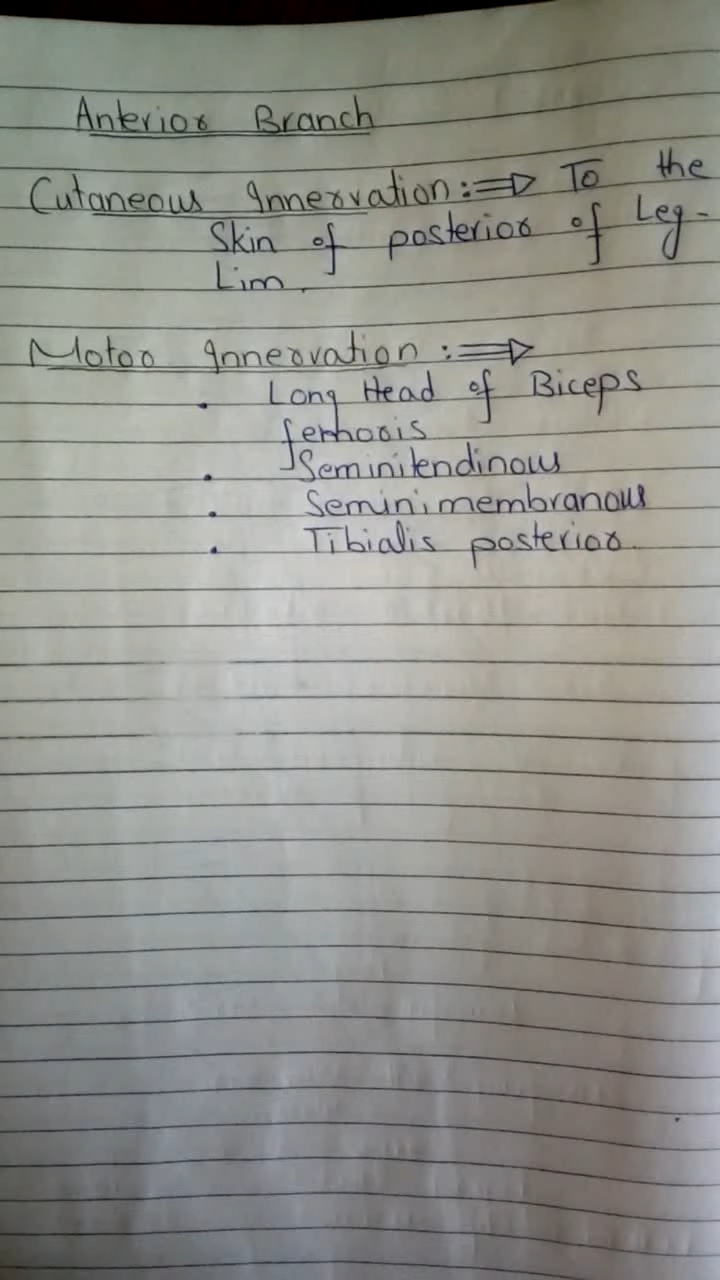 Anterior Branch
Cutaneous Innervation :⇒ To the
Skin of posterior of Leg-
Lim.
Motor Innervation :⇒
• Long Head of Biceps
femoris
• Seminitendinous
• Seminimembranous
• Tibialis posterior.